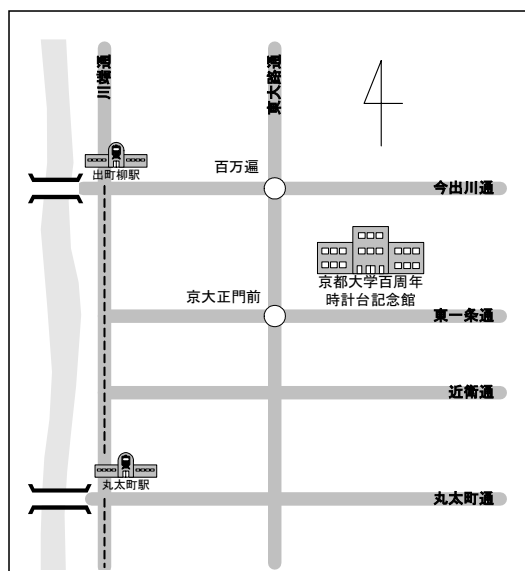 川端通
東大路通
出町柳駅
百万遍
今出川通
京都大学百周年
時計台記念館
京大正門前
東一条通
近衛通
丸太町駅
丸太町通